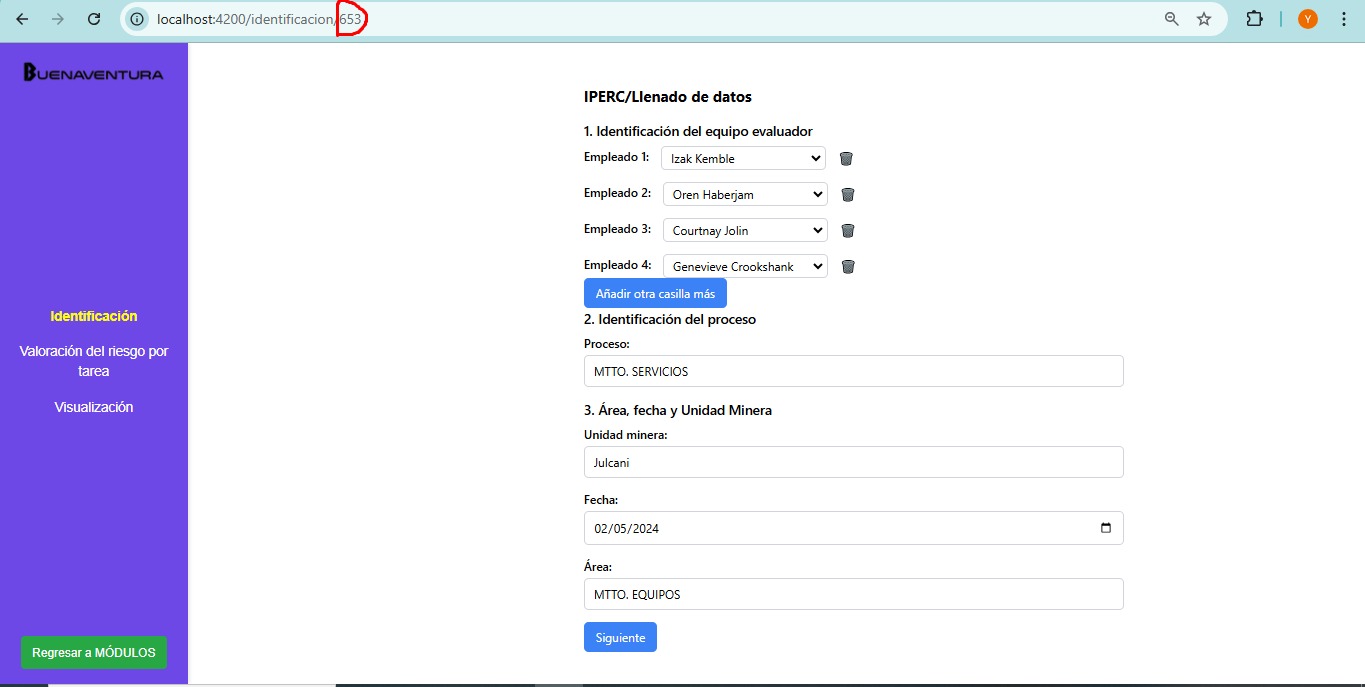 localhost:4200/identificacion/653
Y
BUENAVENTURA
Identificación
Valoración del riesgo por
tarea
Visualización
Regresar a MÓDULOS
IPERC/Llenado de datos
1. Identificación del equipo evaluador
Empleado 1: Izak Kemble
Empleado 2: Oren Haberjam
Empleado 3: Courtnay Jolin
Empleado 4: Genevieve Crookshank
Añadir otra casilla más
2. Identificación del proceso
Proceso:
MTTO. SERVICIOS
3. Área, fecha y Unidad Minera
Unidad minera:
Julcani
Fecha:
02/05/2024
Área:
MTTO. EQUIPOS
Siguiente